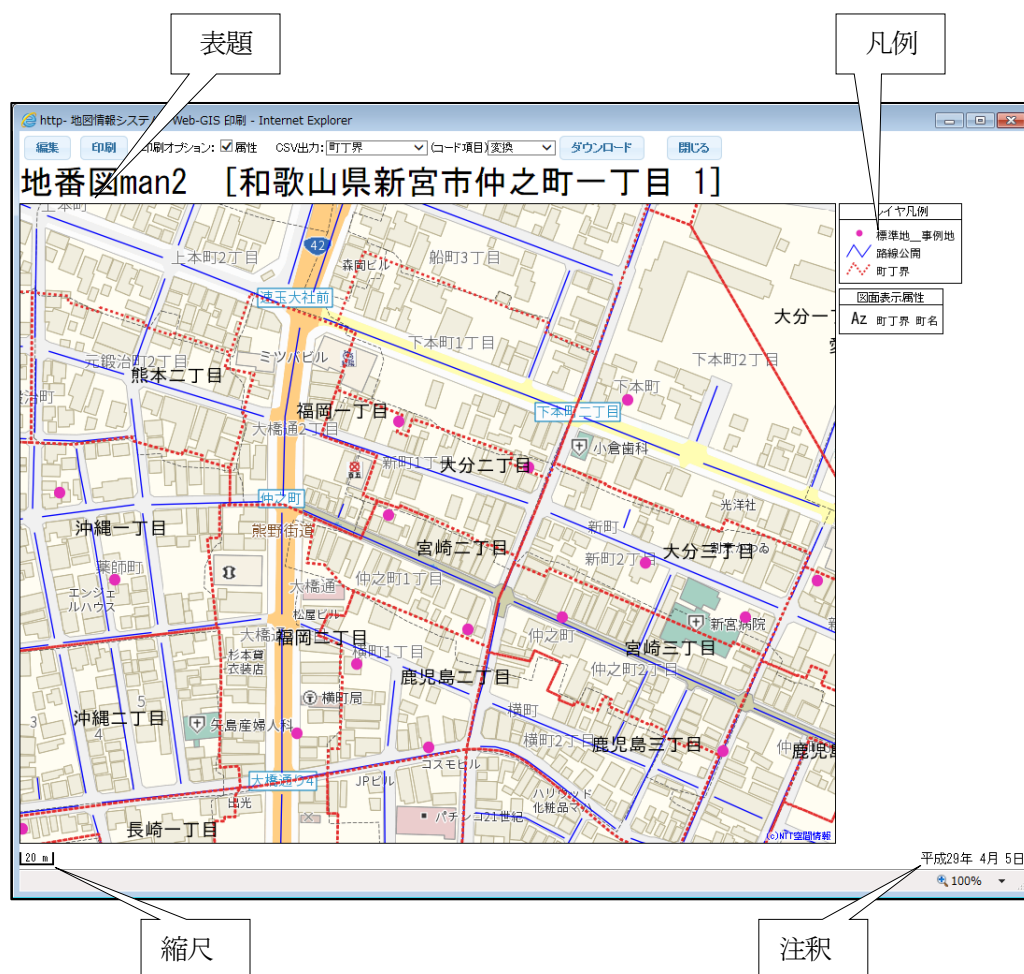 表題
凡例
http- 地図情報システム Web-GIS 印刷 - Internet Explorer
編集 印刷 印刷オプション: 属性 CSV出力: 町丁界 (コード項目) 変換 ダウンロード 閉じる
地番図man2 [和歌山県新宮市仲之町一丁目 1]
イヤ凡例
標準地__事例地
路線公開
町丁界
図面表示属性
Az 町丁界 町名
上本町
上本町2丁目
42
森岡ビル
船町3丁目
速玉大社前
大分一丁
下本町1丁目
下本町2丁目
元鍛治町2丁目
ミツバビル
熊本二丁目
下本町
治町
福岡一丁目
下本町二丁目
大橋通2丁目
小倉歯科
新町1丁目
大分二丁目
仲之町
光洋社
沖縄一丁目
熊野街道
新町
宮崎二丁目
新町2丁目
大分三丁目
薬師町
仲之町1丁目
エンジェルハウス
大橋通
松屋ビル
新宮病院
大橋通
福岡三丁目
仲之町
宮崎三丁目
杉本質
衣装店
横町1丁目
仲之町2丁目
鹿児島二丁目
横町局
3
5
4
沖縄二丁目
横町
矢島産婦人科
横町2丁目
鹿児島三丁目
鹿児島
コスモビル
大橋通り4
JPビル
ハリウッド
化粧品
出光
パチンコ21世紀
長崎一丁目
(c)NTT空間情報
20 m
平成29年 4月 5日
100%
縮尺
注釈